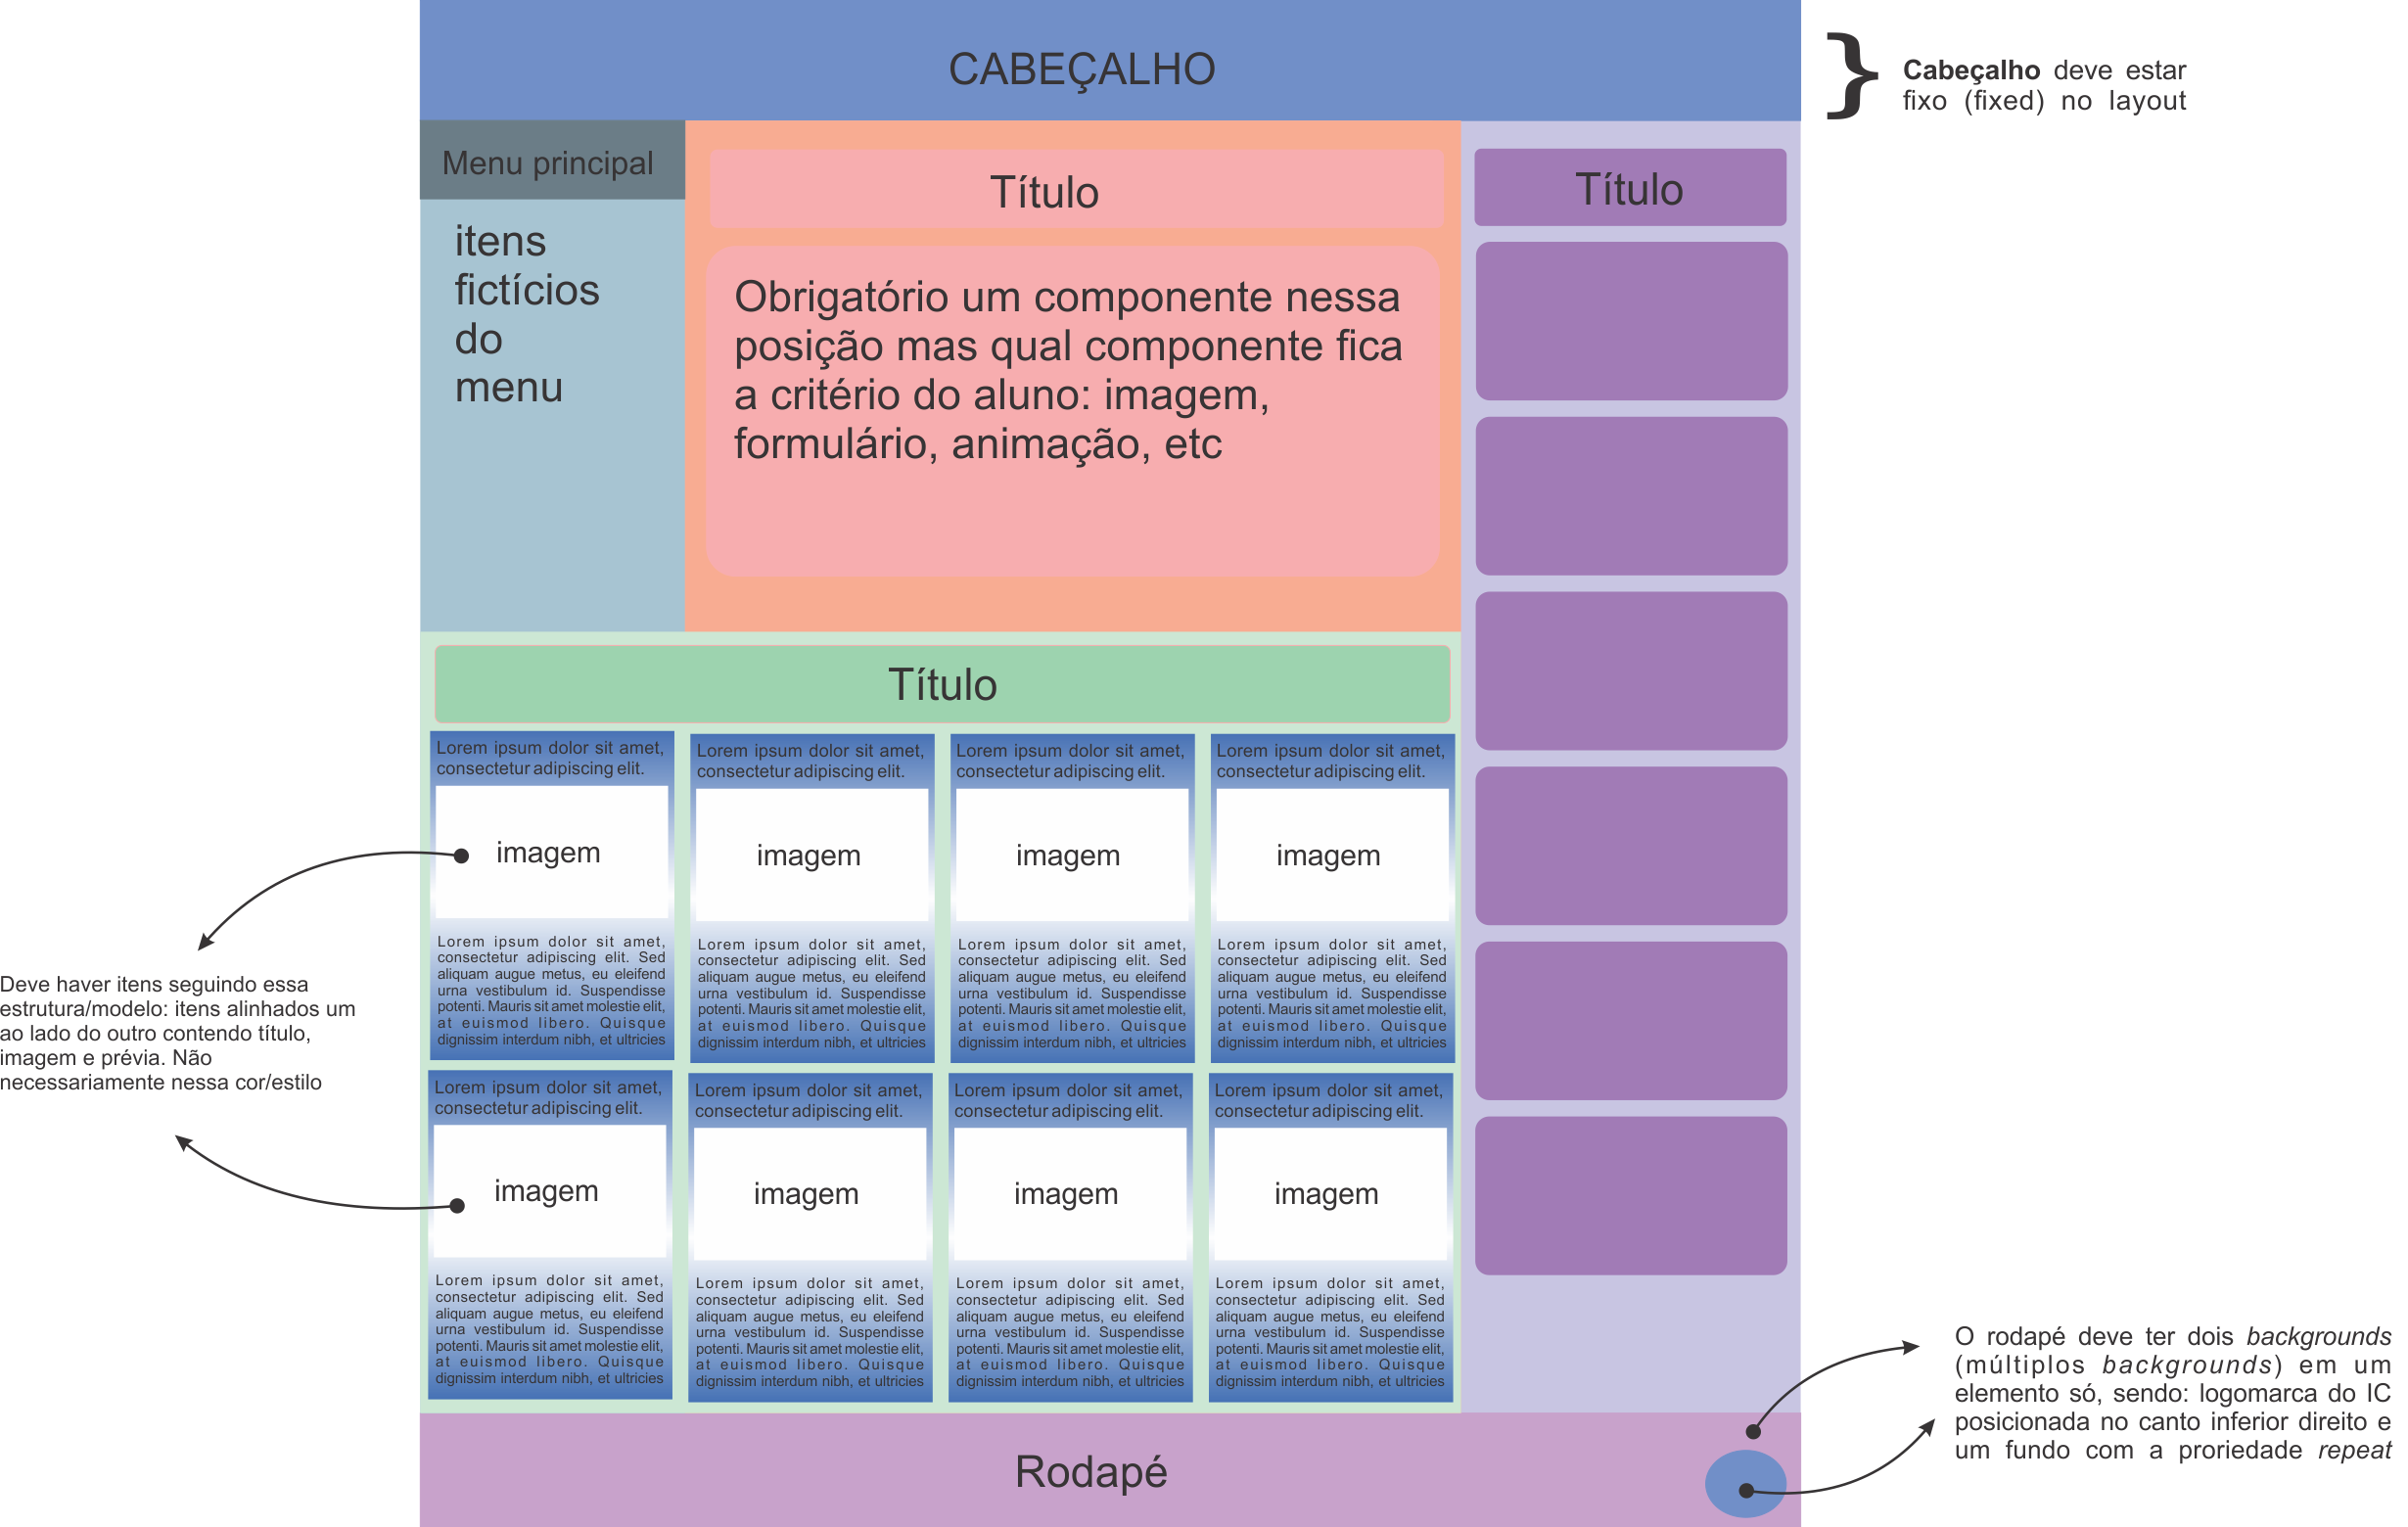 CABEÇALHO
Cabeçalho deve estar
fixo (fixed) no layout
Menu principal
itens
fictícios
do
menu
Título
Obrigatório um componente nessa
posição mas qual componente fica
a critério do aluno: imagem,
formulário, animação, etc
Título
Título
Lorem ipsum dolor sit amet,
consectetur adipiscing elit.
imagem
Lorem ipsum dolor sit amet,
consectetur adipiscing elit. Sed
aliquam augue metus, eu eleifend
urna vestibulum id. Suspendisse
potenti. Mauris sit amet molestie elit,
at euismod libero. Quisque
dignissim interdum nibh, et ultricies
Lorem ipsum dolor sit amet,
consectetur adipiscing elit.
imagem
Lorem ipsum dolor sit amet,
consectetur adipiscing elit. Sed
aliquam augue metus, eu eleifend
urna vestibulum id. Suspendisse
potenti. Mauris sit amet molestie elit,
at euismod libero. Quisque
dignissim interdum nibh, et ultricies
Lorem ipsum dolor sit amet,
consectetur adipiscing elit.
imagem
Lorem ipsum dolor sit amet,
consectetur adipiscing elit. Sed
aliquam augue metus, eu eleifend
urna vestibulum id. Suspendisse
potenti. Mauris sit amet molestie elit,
at euismod libero. Quisque
dignissim interdum nibh, et ultricies
Lorem ipsum dolor sit amet,
consectetur adipiscing elit.
imagem
Lorem ipsum dolor sit amet,
consectetur adipiscing elit. Sed
aliquam augue metus, eu eleifend
urna vestibulum id. Suspendisse
potenti. Mauris sit amet molestie elit,
at euismod libero. Quisque
dignissim interdum nibh, et ultricies
Deve haver itens seguindo essa
estrutura/modelo: itens alinhados um
ao lado do outro contendo título,
imagem e prévia. Não
necessariamente nessa cor/estilo
Lorem ipsum dolor sit amet,
consectetur adipiscing elit.
imagem
Lorem ipsum dolor sit amet,
consectetur adipiscing elit. Sed
aliquam augue metus, eu eleifend
urna vestibulum id. Suspendisse
potenti. Mauris sit amet molestie elit,
at euismod libero. Quisque
dignissim interdum nibh, et ultricies
Lorem ipsum dolor sit amet,
consectetur adipiscing elit.
imagem
Lorem ipsum dolor sit amet,
consectetur adipiscing elit. Sed
aliquam augue metus, eu eleifend
urna vestibulum id. Suspendisse
potenti. Mauris sit amet molestie elit,
at euismod libero. Quisque
dignissim interdum nibh, et ultricies
Lorem ipsum dolor sit amet,
consectetur adipiscing elit.
imagem
Lorem ipsum dolor sit amet,
consectetur adipiscing elit. Sed
aliquam augue metus, eu eleifend
urna vestibulum id. Suspendisse
potenti. Mauris sit amet molestie elit,
at euismod libero. Quisque
dignissim interdum nibh, et ultricies
Lorem ipsum dolor sit amet,
consectetur adipiscing elit.
imagem
Lorem ipsum dolor sit amet,
consectetur adipiscing elit. Sed
aliquam augue metus, eu eleifend
urna vestibulum id. Suspendisse
potenti. Mauris sit amet molestie elit,
at euismod libero. Quisque
dignissim interdum nibh, et ultricies
O rodapé deve ter dois backgrounds
(múltiplos backgrounds) em um
elemento só, sendo: logomarca do IC
posicionada no canto inferior direito e
um fundo com a proriedade repeat
Rodapé